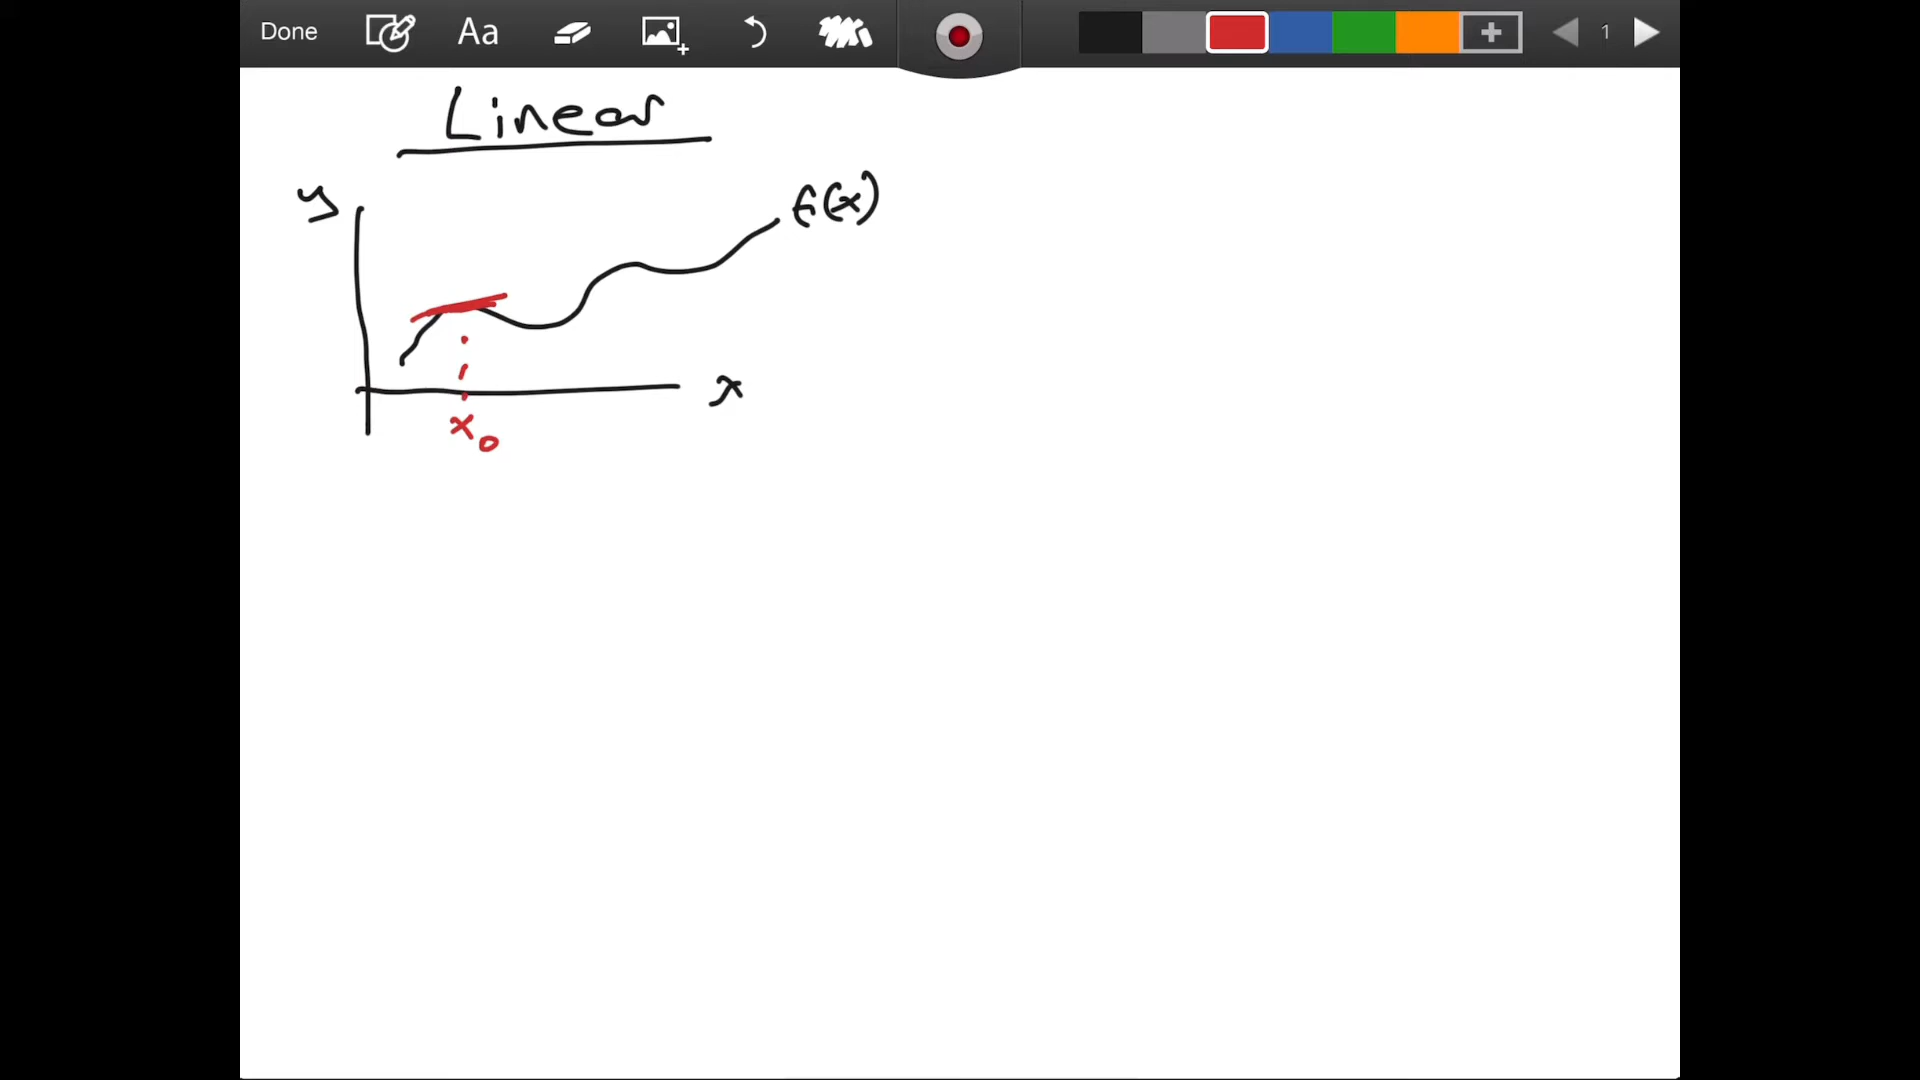 Done Aa 1
Linear
y
f(x)
x
x₀